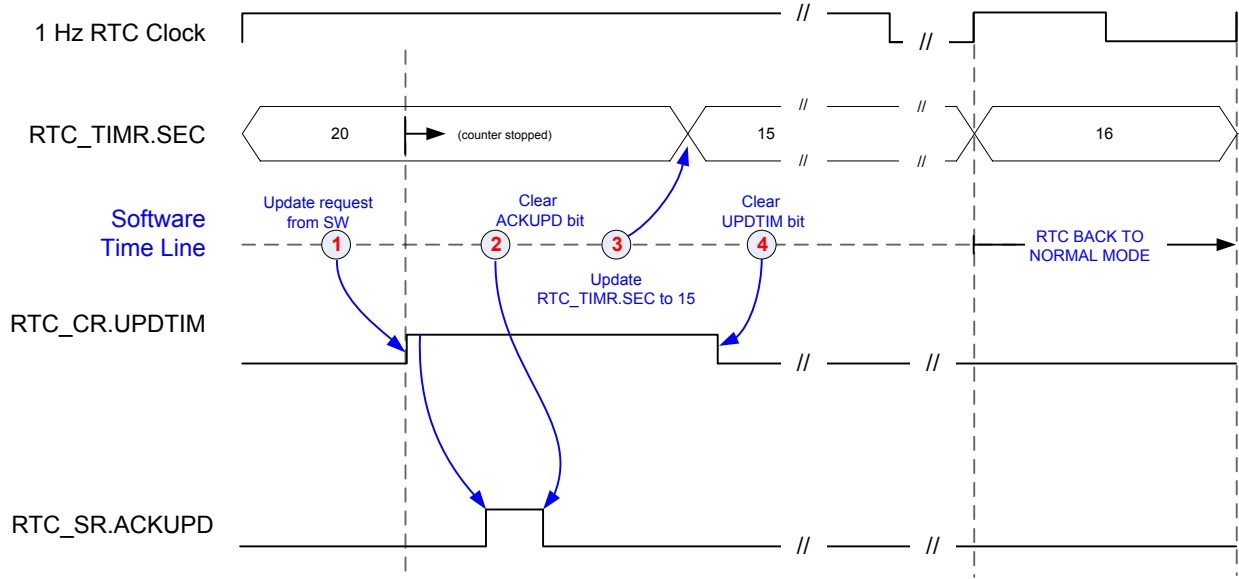 1 Hz RTC Clock
//
//
RTC_TIMR.SEC
20
(counter stopped)
15
//
//
//
//
16
Software
Time Line
Update request
from SW
1
Clear
ACKUPD bit
2
3
Update
RTC_TIMR.SEC to 15
Clear
UPDTIM bit
4
RTC BACK TO
NORMAL MODE
RTC_CR.UPDTIM
//
//
RTC_SR.ACKUPD
//
//